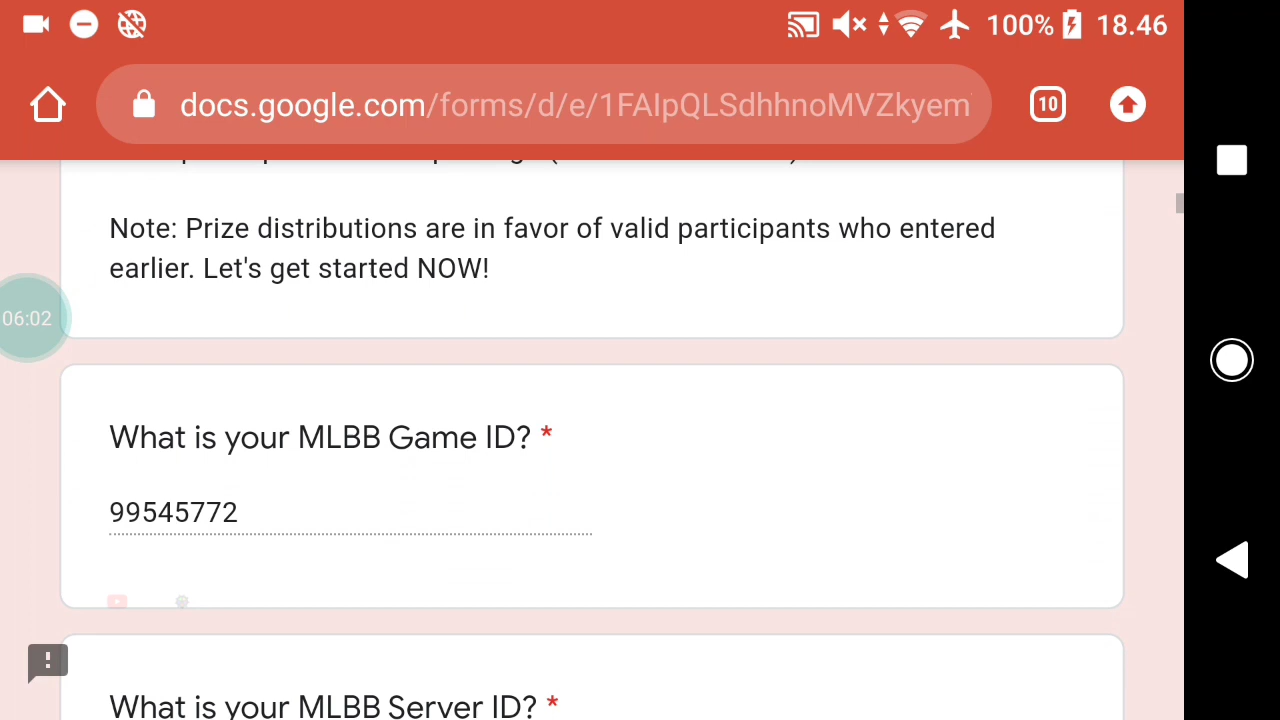 100% 18.46
docs.google.com/forms/d/e/1FAIpQLSdhhnoMVZkyem
10
Note: Prize distributions are in favor of valid participants who entered
earlier. Let's get started NOW!
06:02
What is your MLBB Game ID? *
99545772
What is your MLBB Server ID? *